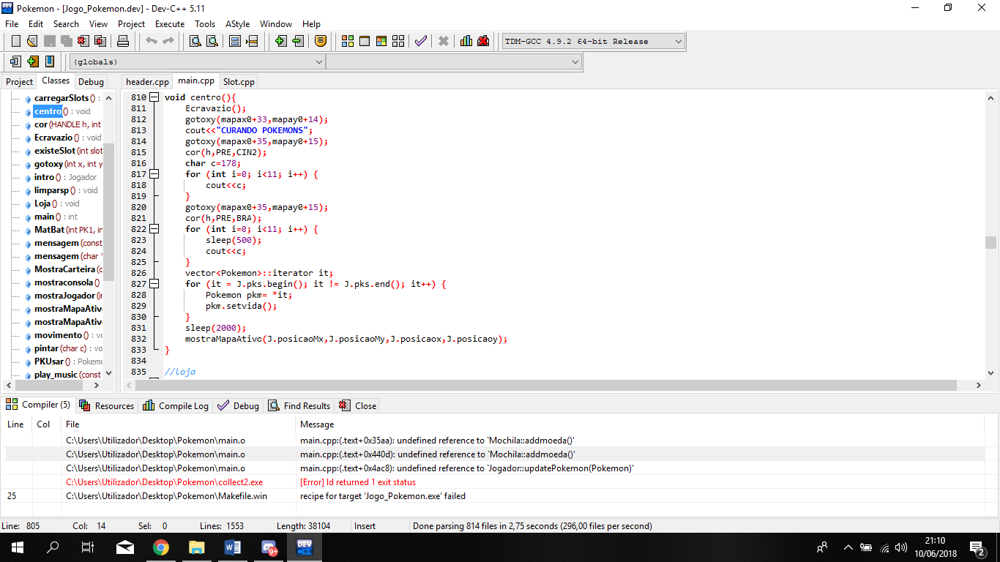 Pokemon - [Jogo_Pokemon.dev] - Dev-C++ 5.11
File Edit Search View Project Execute Tools AStyle Window Help
TDM-GCC 4.9.2 64-bit Release
(globals)
Project Classes Debug
header.cpp main.cpp Slot.cpp
carregarSlots () :
centro () : void
cor (HANDLE h, int
Ecravazio () : void
existeSlot (int slot
gotoxy (int x, int y
intro () : Jogador
limparsp () : void
Loja () : void
main () : int
MatBat (int PK1, in
mensagem (const
mensagem (char *
MostraCarteira (c
mostraconsola ()
mostraJogador (in
mostraMapaAtiv
mostraMapaAtiv
movimento () : vo
pintar (char c) : vo
PKUsar () : Pokemo
play_music (const
810 void centro(){
811 Ecravazio();
812 gotoxy(mapax0+33,mapay0+14);
813 cout<<"CURANDO POKEMONS";
814 gotoxy(mapax0+35,mapay0+15);
815 cor(h,PRE,CIN2);
816 char c=178;
817 for (int i=0; i<11; i++) {
818 cout<<c;
819 }
820 gotoxy(mapax0+35,mapay0+15);
821 cor(h,PRE,BRA);
822 for (int i=0; i<11; i++) {
823 sleep(500);
824 cout<<c;
825 }
826 vector<Pokemon>::iterator it;
827 for (it = J.pks.begin(); it != J.pks.end(); it++) {
828 Pokemon pkm= *it;
829 pkm.setvida();
830 }
831 sleep(2000);
832 mostraMapaAtivo(J.posicaoMx,J.posicaoMy,J.posicaox,J.posicaoy);
833 }
834
835 //loja
Compiler (5) Resources Compile Log Debug Find Results Close
Line Col File Message
C:\Users\Utilizador\Desktop\Pokemon\main.o main.cpp:(.text+0x35aa): undefined reference to `Mochila::addmoeda()'
C:\Users\Utilizador\Desktop\Pokemon\main.o main.cpp:(.text+0x440d): undefined reference to `Mochila::addmoeda()'
C:\Users\Utilizador\Desktop\Pokemon\main.o main.cpp:(.text+0x4ac8): undefined reference to `Jogador::updatePokemon(Pokemon)'
C:\Users\Utilizador\Desktop\Pokemon\collect2.exe [Error] ld returned 1 exit status
25 C:\Users\Utilizador\Desktop\Pokemon\Makefile.win recipe for target 'Jogo_Pokemon.exe' failed
Line: 805 Col: 14 Sel: 0 Lines: 1553 Length: 38104 Insert Done parsing 814 files in 2,75 seconds (296,00 files per second)
9+
DEV
21:10
10/06/2018
2